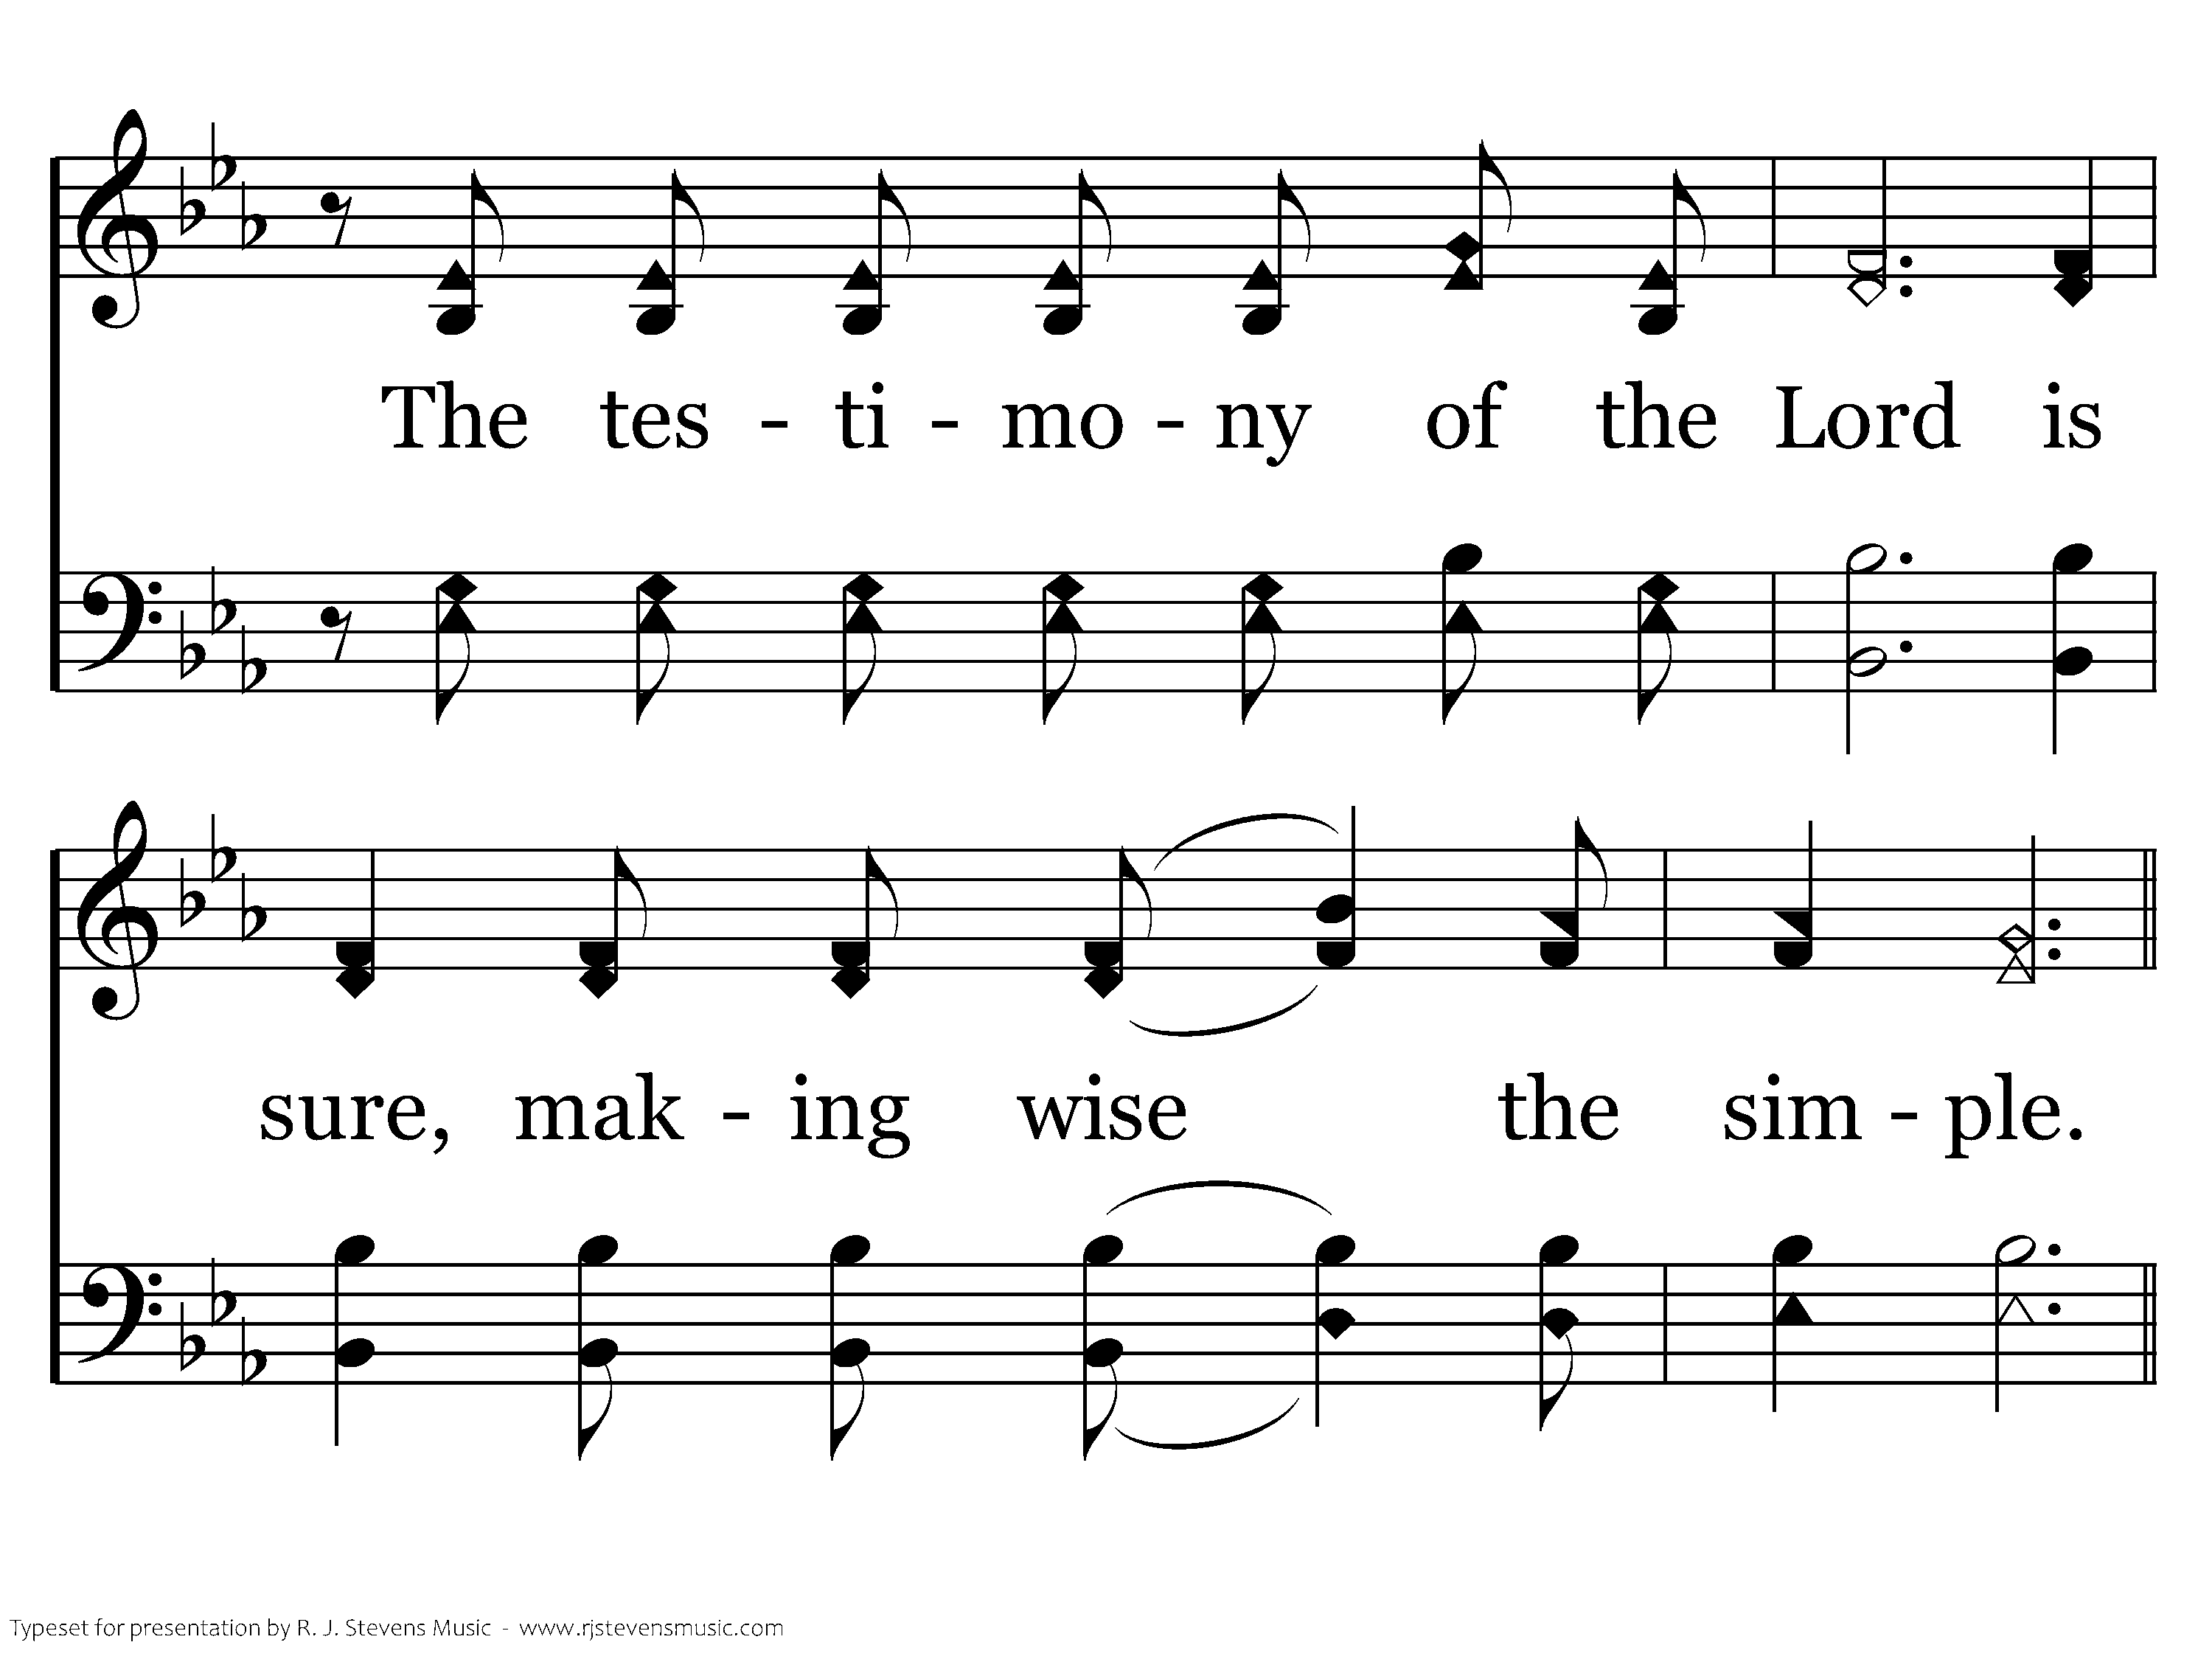 The tes - ti - mo - ny of the Lord is
sure, mak - ing wise the sim - ple.
Typeset for presentation by R. J. Stevens Music - www.rjstevensmusic.com